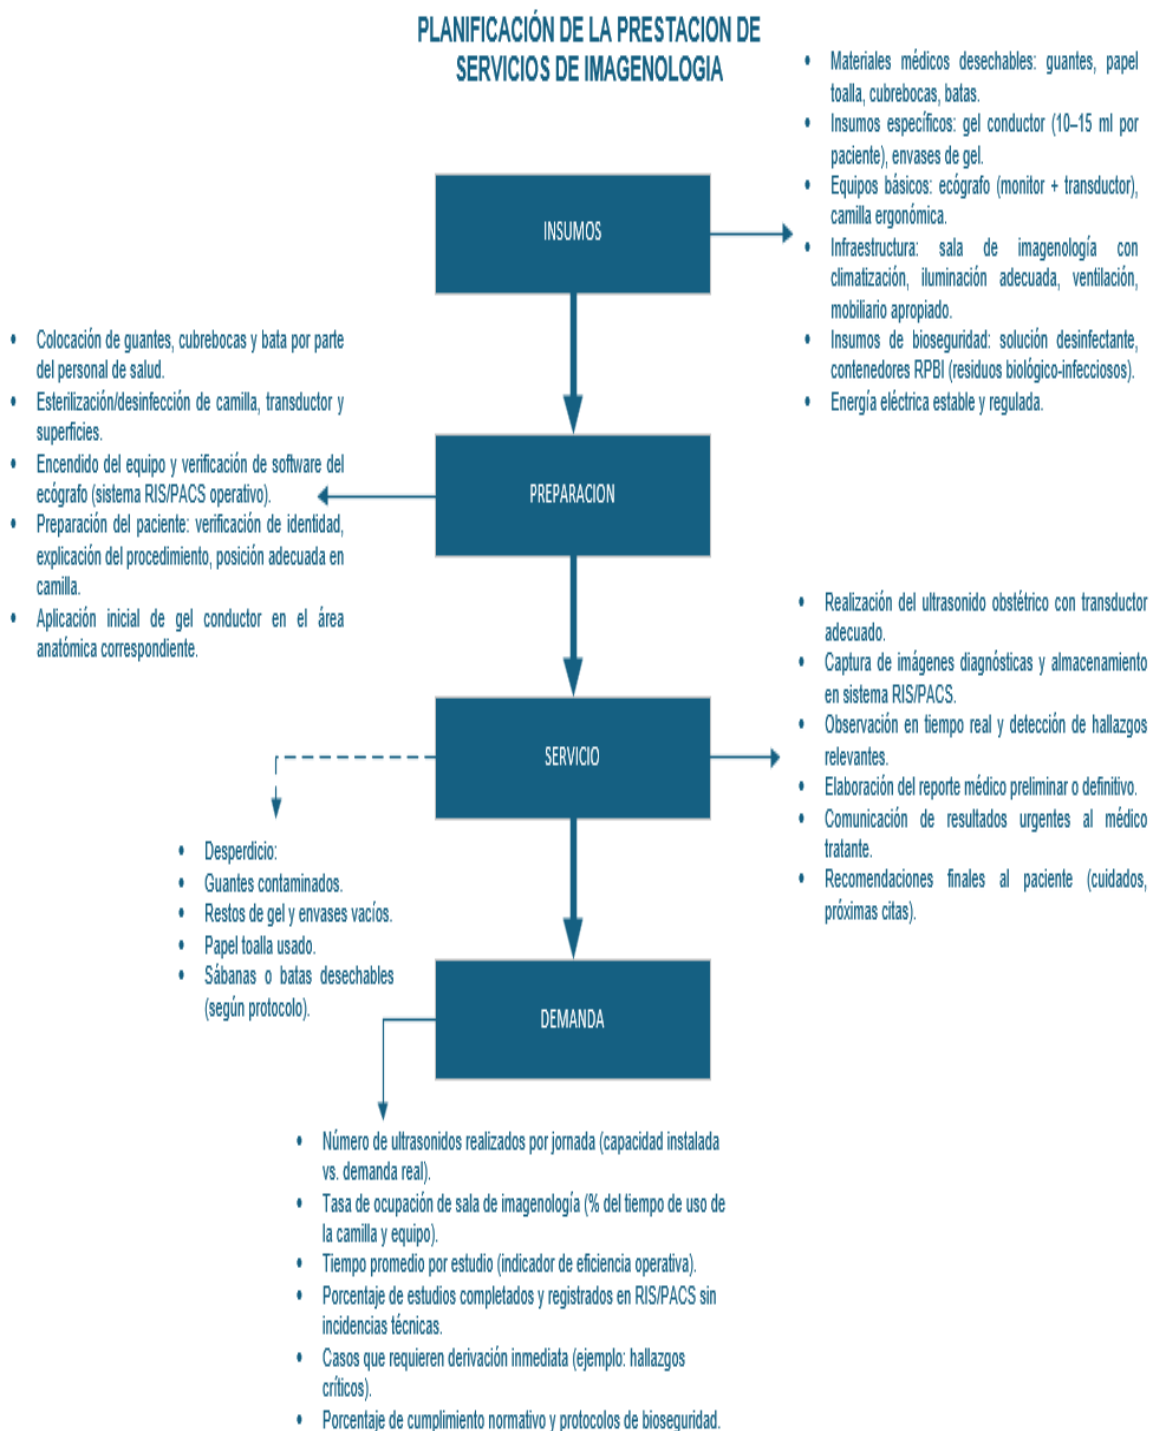 PLANIFICACIÓN DE LA PRESTACION DE
SERVICIOS DE IMAGENOLOGIA
INSUMOS
• Materiales médicos desechables: guantes, papel
toalla, cubrebocas, batas.
• Insumos específicos: gel conductor (10–15 ml por
paciente), envases de gel.
• Equipos básicos: ecógrafo (monitor + transductor),
camilla ergonómica.
• Infraestructura: sala de imagenología con
climatización, iluminación adecuada, ventilación,
mobiliario apropiado.
• Insumos de bioseguridad: solución desinfectante,
contenedores RPBI (residuos biológico-infecciosos).
• Energía eléctrica estable y regulada.
PREPARACION
• Colocación de guantes, cubrebocas y bata por parte
del personal de salud.
• Esterilización/desinfección de camilla, transductor y
superficies.
• Encendido del equipo y verificación de software del
ecógrafo (sistema RIS/PACS operativo).
• Preparación del paciente: verificación de identidad,
explicación del procedimiento, posición adecuada en
camilla.
• Aplicación inicial de gel conductor en el área
anatómica correspondiente.
SERVICIO
• Realización del ultrasonido obstétrico con transductor
adecuado.
• Captura de imágenes diagnósticas y almacenamiento
en sistema RIS/PACS.
• Observación en tiempo real y detección de hallazgos
relevantes.
• Elaboración del reporte médico preliminar o definitivo.
• Comunicación de resultados urgentes al médico
tratante.
• Recomendaciones finales al paciente (cuidados,
próximas citas).
• Desperdicio:
• Guantes contaminados.
• Restos de gel y envases vacíos.
• Papel toalla usado.
• Sábanas o batas desechables
(según protocolo).
DEMANDA
• Número de ultrasonidos realizados por jornada (capacidad instalada
vs. demanda real).
• Tasa de ocupación de sala de imagenología (% del tiempo de uso de
la camilla y equipo).
• Tiempo promedio por estudio (indicador de eficiencia operativa).
• Porcentaje de estudios completados y registrados en RIS/PACS sin
incidencias técnicas.
• Casos que requieren derivación inmediata (ejemplo: hallazgos
críticos).
• Porcentaje de cumplimiento normativo y protocolos de bioseguridad.